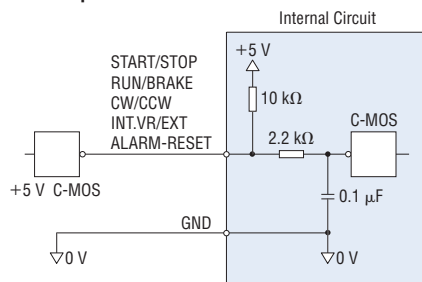 Internal Circuit
+5 V
START/STOP
RUN/BRAKE
CW/CCW
INT.VR/EXT
ALARM-RESET
10 kΩ
C-MOS
2.2 kΩ
+5 V C-MOS
0.1 μF
GND
0 V
0 V